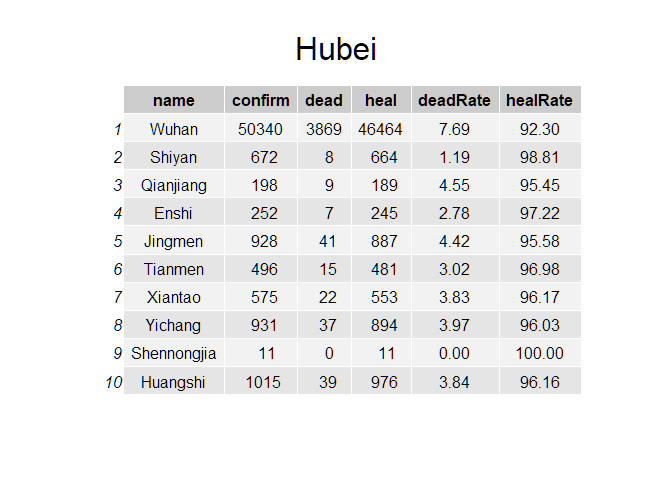 Hubei
name confirm dead heal deadRate healRate
1 Wuhan 50340 3869 46464 7.69 92.30
2 Shiyan 672 8 664 1.19 98.81
3 Qianjiang 198 9 189 4.55 95.45
4 Enshi 252 7 245 2.78 97.22
5 Jingmen 928 41 887 4.42 95.58
6 Tianmen 496 15 481 3.02 96.98
7 Xiantao 575 22 553 3.83 96.17
8 Yichang 931 37 894 3.97 96.03
9 Shennongjia 11 0 11 0.00 100.00
10 Huangshi 1015 39 976 3.84 96.16